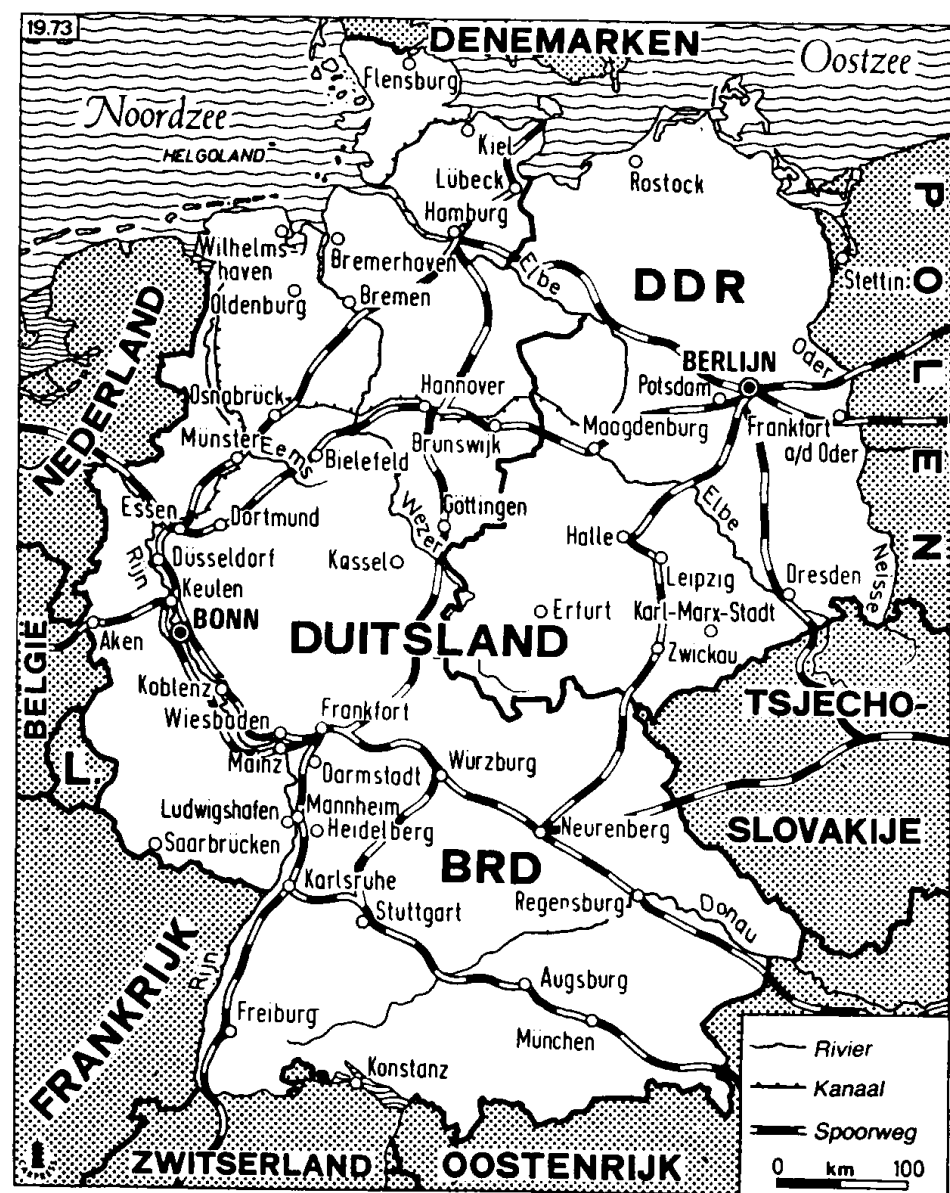 19.73
DENEMARKEN
Oostzee
Flensburg
Noordzee
HELGOLAND
Kiel
Lübeck
Rostock
Hamburg
POLEN
Wilhelms-
haven
Bremerhaven
Elbe
Stettin
DDR
Oldenburg
Bremen
NEDERLAND
BERLIJN
Oder
Osnabrück
Hannover
Potsdam
Münster
Eems
Bielefeld
Brunswijk
Maagdenburg
Frankfort
a/d Oder
Essen
Dortmund
Wezer
Göttingen
Elbe
Halle
Rijn
Düsseldorf
Kassel
Leipzig
Dresden
Neisse
Keulen
BONN
Erfurt
Karl-Marx-Stadt
Aken
DUITSLAND
Zwickau
BELGIE
Koblenz
TSJECHO-
Wiesbaden
Frankfort
L.
Mainz
Darmstadt
Würzburg
Ludwigshafen
Mannheim
Heidelberg
Neurenberg
SLOVAKIJE
Saarbrücken
BRD
Karlsruhe
Regensburg
Donau
Stuttgart
FRANKRIJK
Rijn
Augsburg
Freiburg
München
Konstanz
Rivier
Kanaal
Spoorweg
ZWITSERLAND
OOSTENRIJK
0 km 100